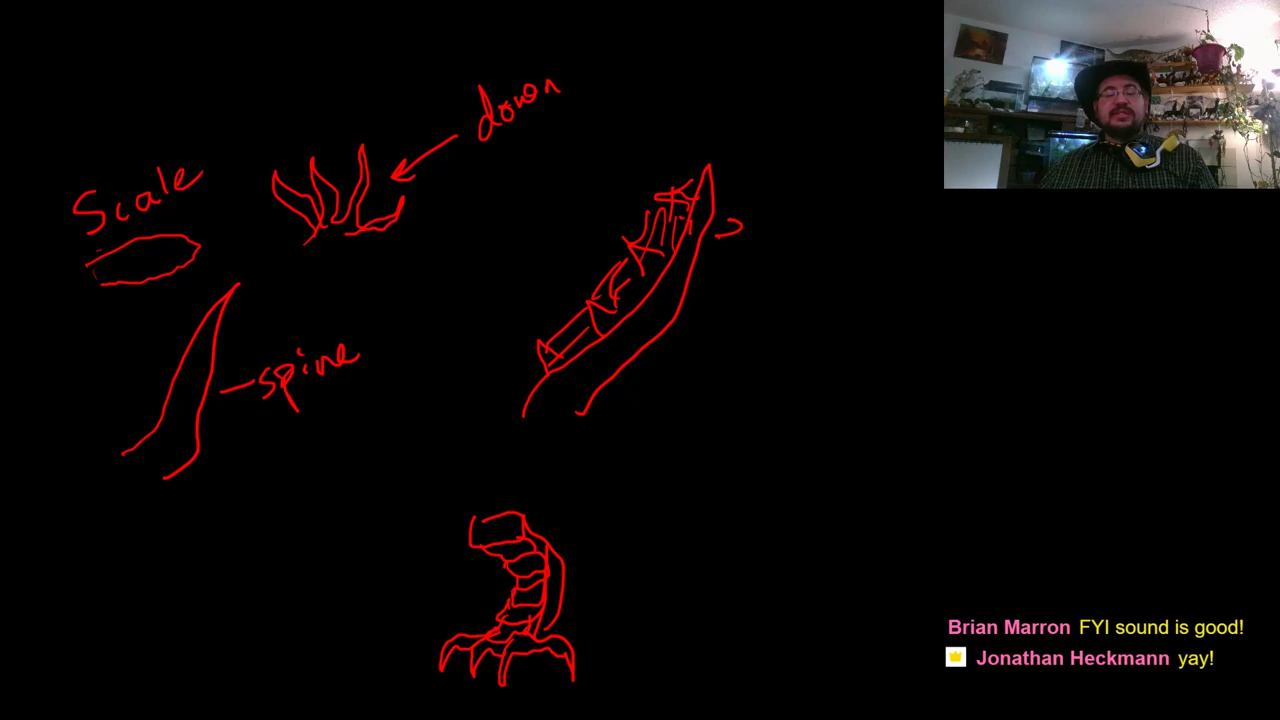 down
Scale
spine
Brian Marron FYI sound is good!
Jonathan Heckmann yay!